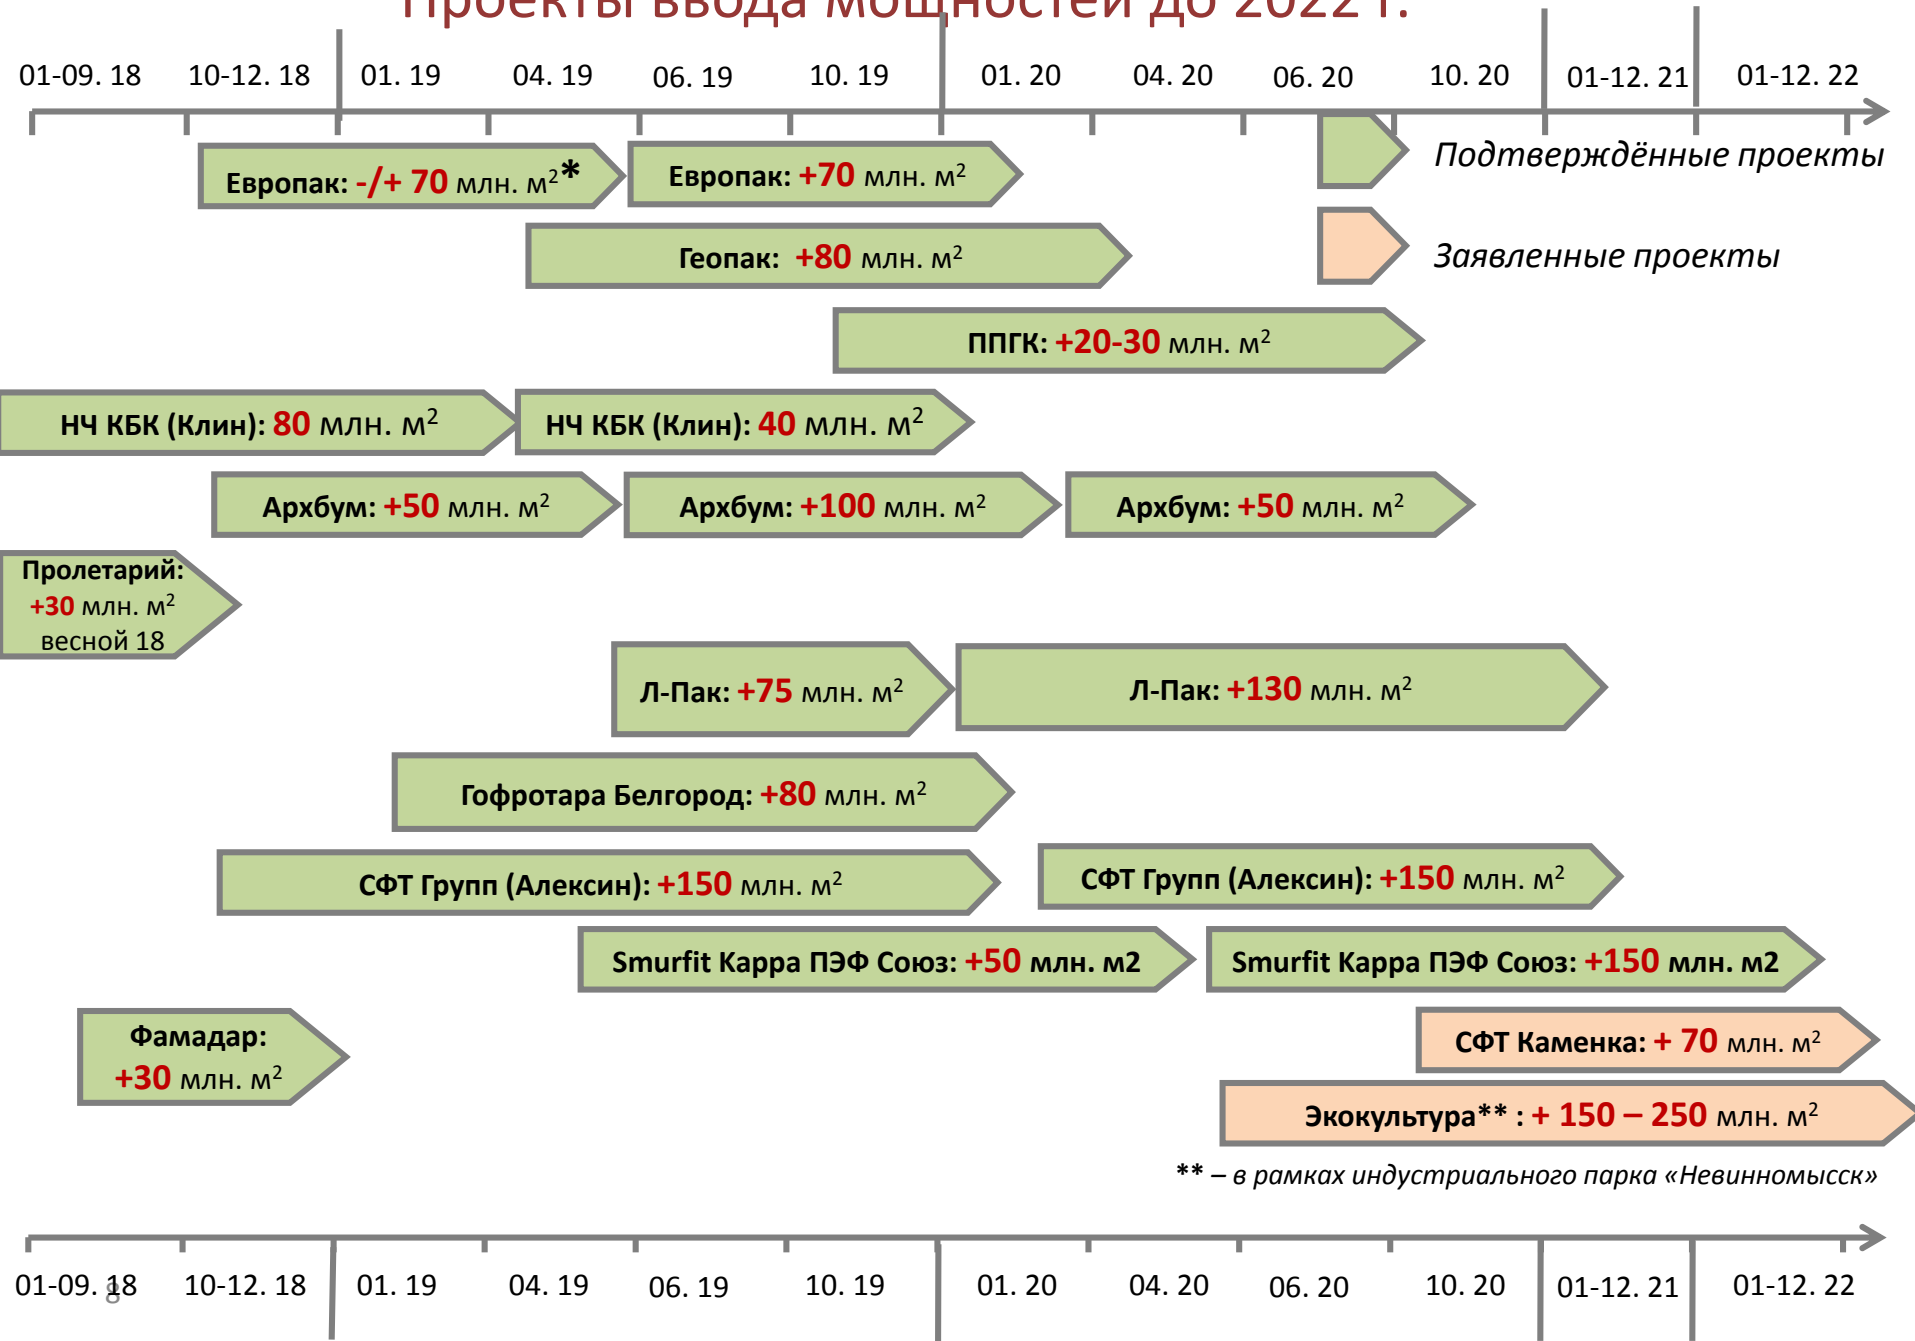 Проекты ввода мощностей до 2022 г.
01-09. 18 10-12. 18 01. 19 04. 19 06. 19 10. 19 01. 20 04. 20 06. 20 10. 20 01-12. 21 01-12. 22
Европак: -/+ 70 млн. м²*
Европак: +70 млн. м²
Подтверждённые проекты
Геопак: +80 млн. м²
Заявленные проекты
ППГК: +20-30 млн. м²
НЧ КБК (Клин): 80 млн. м²
НЧ КБК (Клин): 40 млн. м²
Архбум: +50 млн. м²
Архбум: +100 млн. м²
Архбум: +50 млн. м²
Пролетарий:
+30 млн. м²
весной 18
Л-Пак: +75 млн. м²
Л-Пак: +130 млн. м²
Гофротара Белгород: +80 млн. м²
СФТ Групп (Алексин): +150 млн. м²
СФТ Групп (Алексин): +150 млн. м²
Smurfit Kappa ПЭФ Союз: +50 млн. м2
Smurfit Kappa ПЭФ Союз: +150 млн. м2
Фамадар:
+30 млн. м²
СФТ Каменка: + 70 млн. м²
Экокультура** : + 150 – 250 млн. м²
** – в рамках индустриального парка «Невинномысск»
01-09. 18 10-12. 18 01. 19 04. 19 06. 19 10. 19 01. 20 04. 20 06. 20 10. 20 01-12. 21 01-12. 22
8